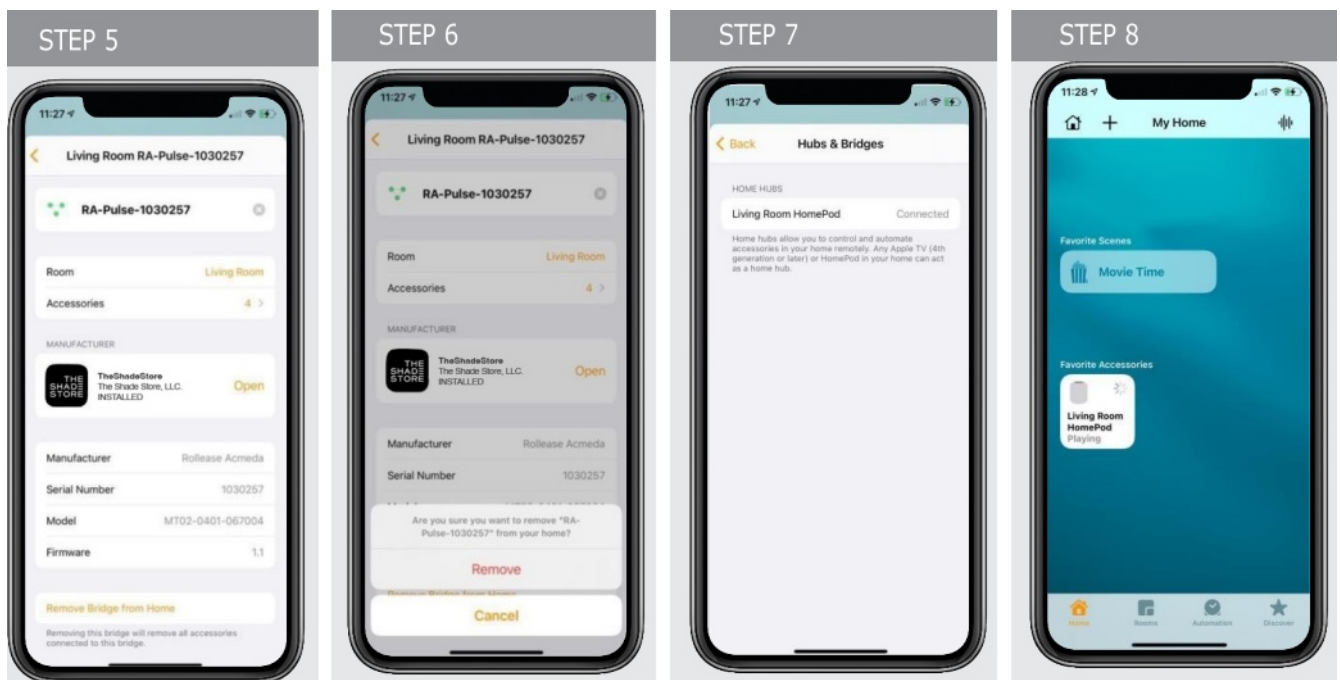 STEP 5
11:27
Living Room RA-Pulse-1030257
RA-Pulse-1030257
Room Living Room
Accessories 4
MANUFACTURER
THE SHADE STORE
TheShadeStore
The Shade Store, LLC.
INSTALLED
Open
Manufacturer Rollease Acmeda
Serial Number 1030257
Model MT02-0401-067004
Firmware 1.1
Remove Bridge from Home
Removing this bridge will remove all accessories
connected to this bridge.
STEP 6
11:27
Living Room RA-Pulse-1030257
RA-Pulse-1030257
Room Living Room
Accessories 4
MANUFACTURER
THE SHADE STORE
TheShadeStore
The Shade Store, LLC.
INSTALLED
Open
Manufacturer Rollease Acmeda
Serial Number 1030257
Are you sure you want to remove "RA-
Pulse-1030257" from your home?
Remove
Remove Bridge from Home
Cancel
STEP 7
11:27
Back Hubs & Bridges
HOME HUBS
Living Room HomePod Connected
Home hubs allow you to control and automate
accessories in your home remotely. Any Apple TV (4th
generation or later) or HomePod in your home can act
as a home hub.
STEP 8
11:28
My Home
Favorite Scenes
Movie Time
Favorite Accessories
Living Room
HomePod
Playing
Home Rooms Automation Discover